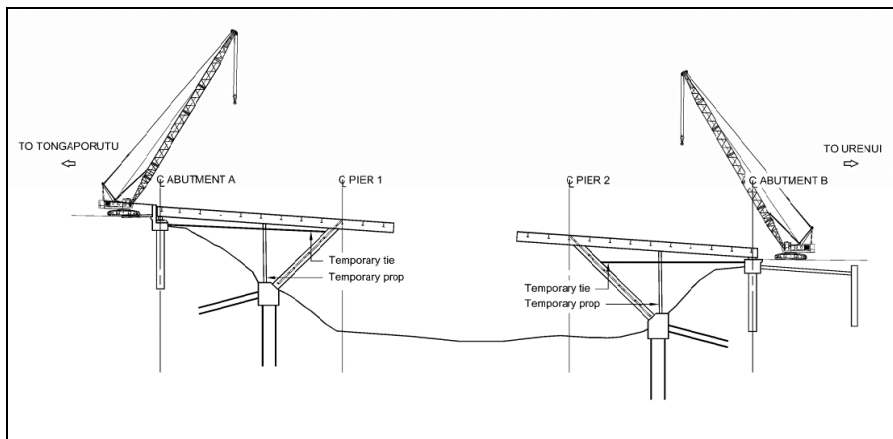 TO TONGAPORUTU
TO URENUI
℄ ABUTMENT A
℄ PIER 1
℄ PIER 2
℄ ABUTMENT B
Temporary tie
Temporary prop
Temporary tie
Temporary prop